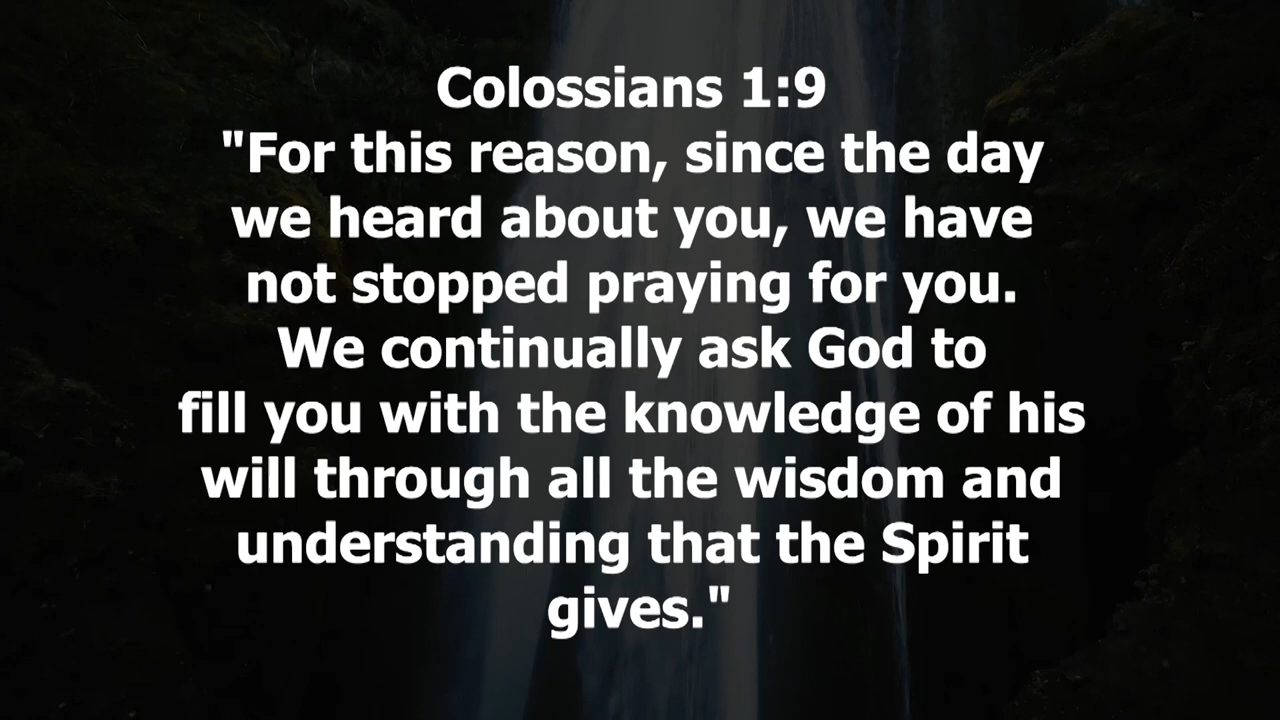 Colossians 1:9
"For this reason, since the day
we heard about you, we have
not stopped praying for you.
We continually ask God to
fill you with the knowledge of his
will through all the wisdom and
understanding that the Spirit
gives."